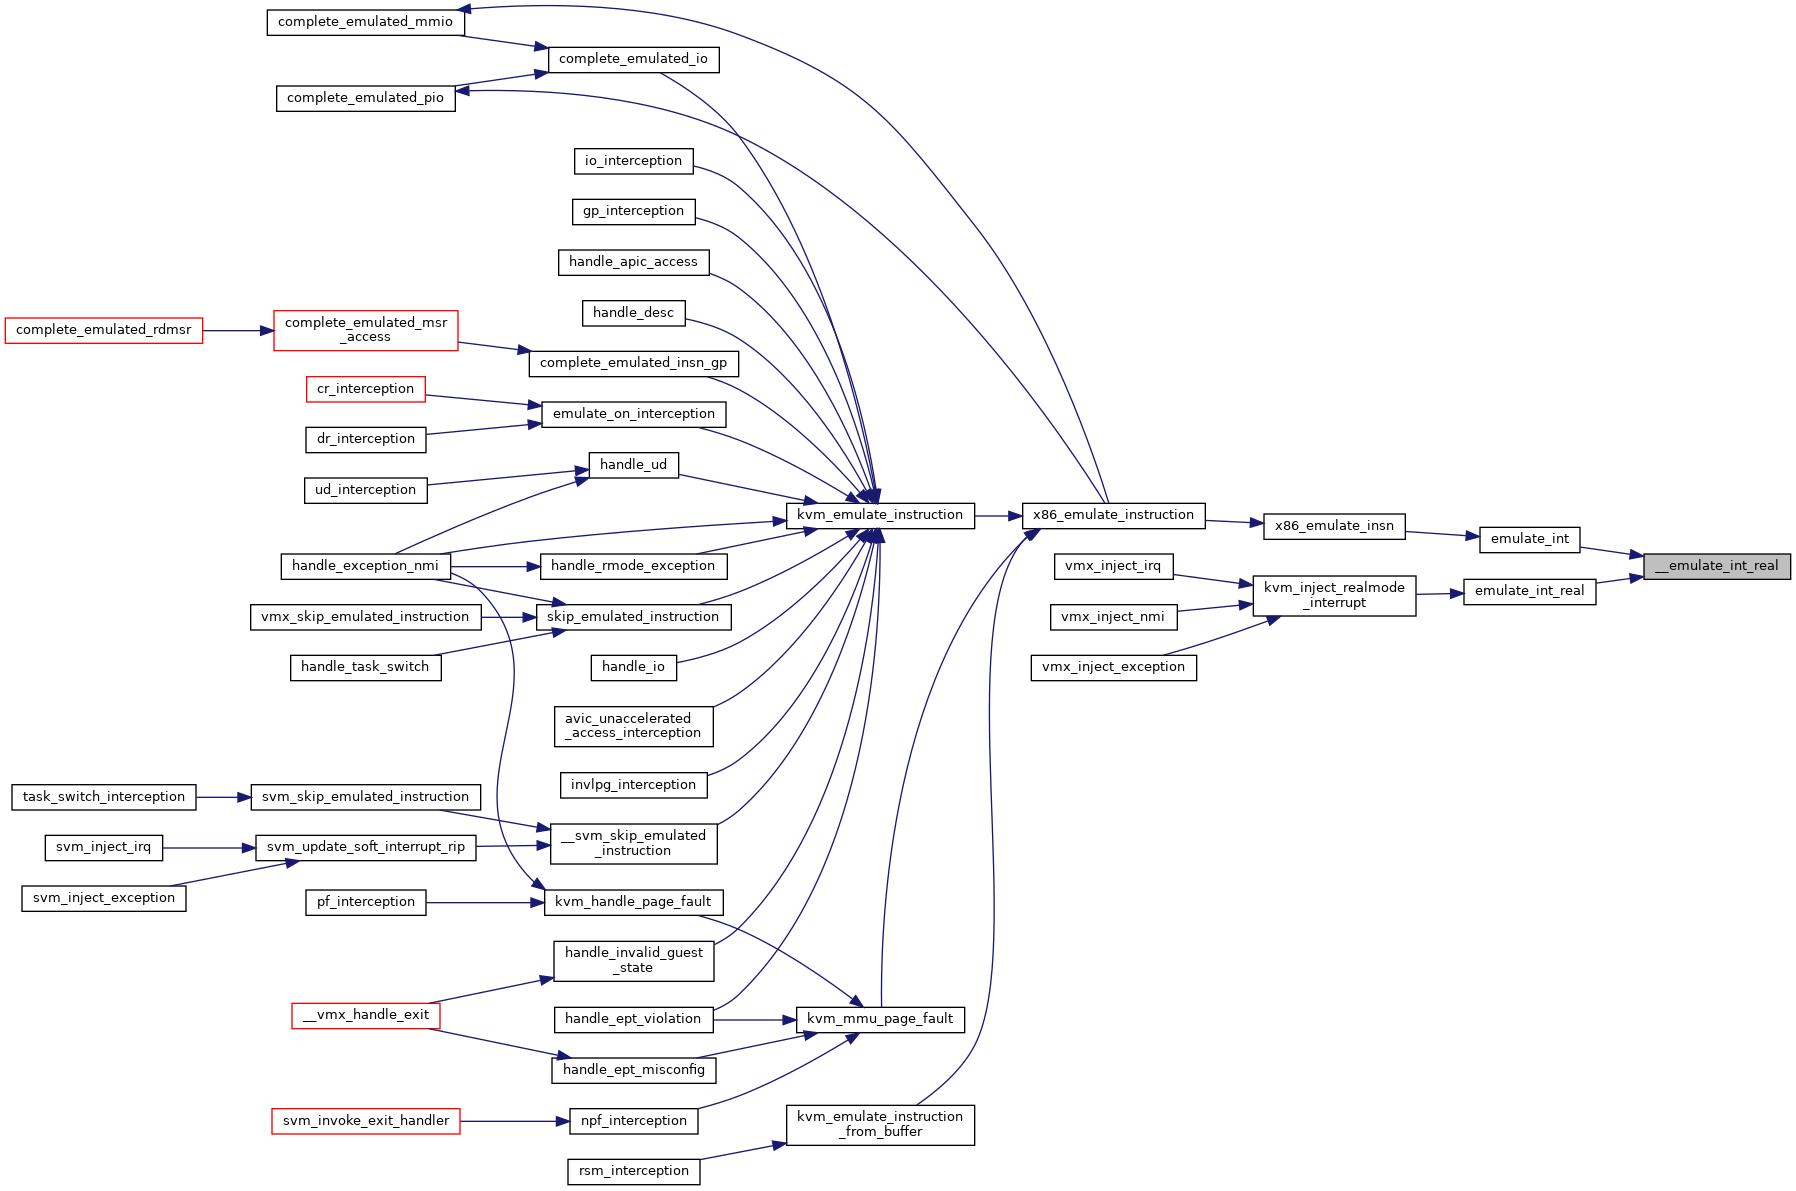 complete_emulated_mmio
complete_emulated_io
complete_emulated_pio
io_interception
gp_interception
handle_apic_access
handle_desc
complete_emulated_rdmsr
complete_emulated_msr
_access
complete_emulated_insn_gp
cr_interception
emulate_on_interception
dr_interception
handle_ud
ud_interception
kvm_emulate_instruction
x86_emulate_instruction
x86_emulate_insn
emulate_int
__emulate_int_real
handle_exception_nmi
handle_rmode_exception
vmx_inject_irq
kvm_inject_realmode
_interrupt
emulate_int_real
vmx_skip_emulated_instruction
skip_emulated_instruction
vmx_inject_nmi
handle_task_switch
handle_io
vmx_inject_exception
avic_unaccelerated
_access_interception
invlpg_interception
task_switch_interception
svm_skip_emulated_instruction
__svm_skip_emulated
_instruction
svm_inject_irq
svm_update_soft_interrupt_rip
svm_inject_exception
pf_interception
kvm_handle_page_fault
handle_invalid_guest
_state
__vmx_handle_exit
handle_ept_violation
kvm_mmu_page_fault
handle_ept_misconfig
svm_invoke_exit_handler
npf_interception
kvm_emulate_instruction
_from_buffer
rsm_interception